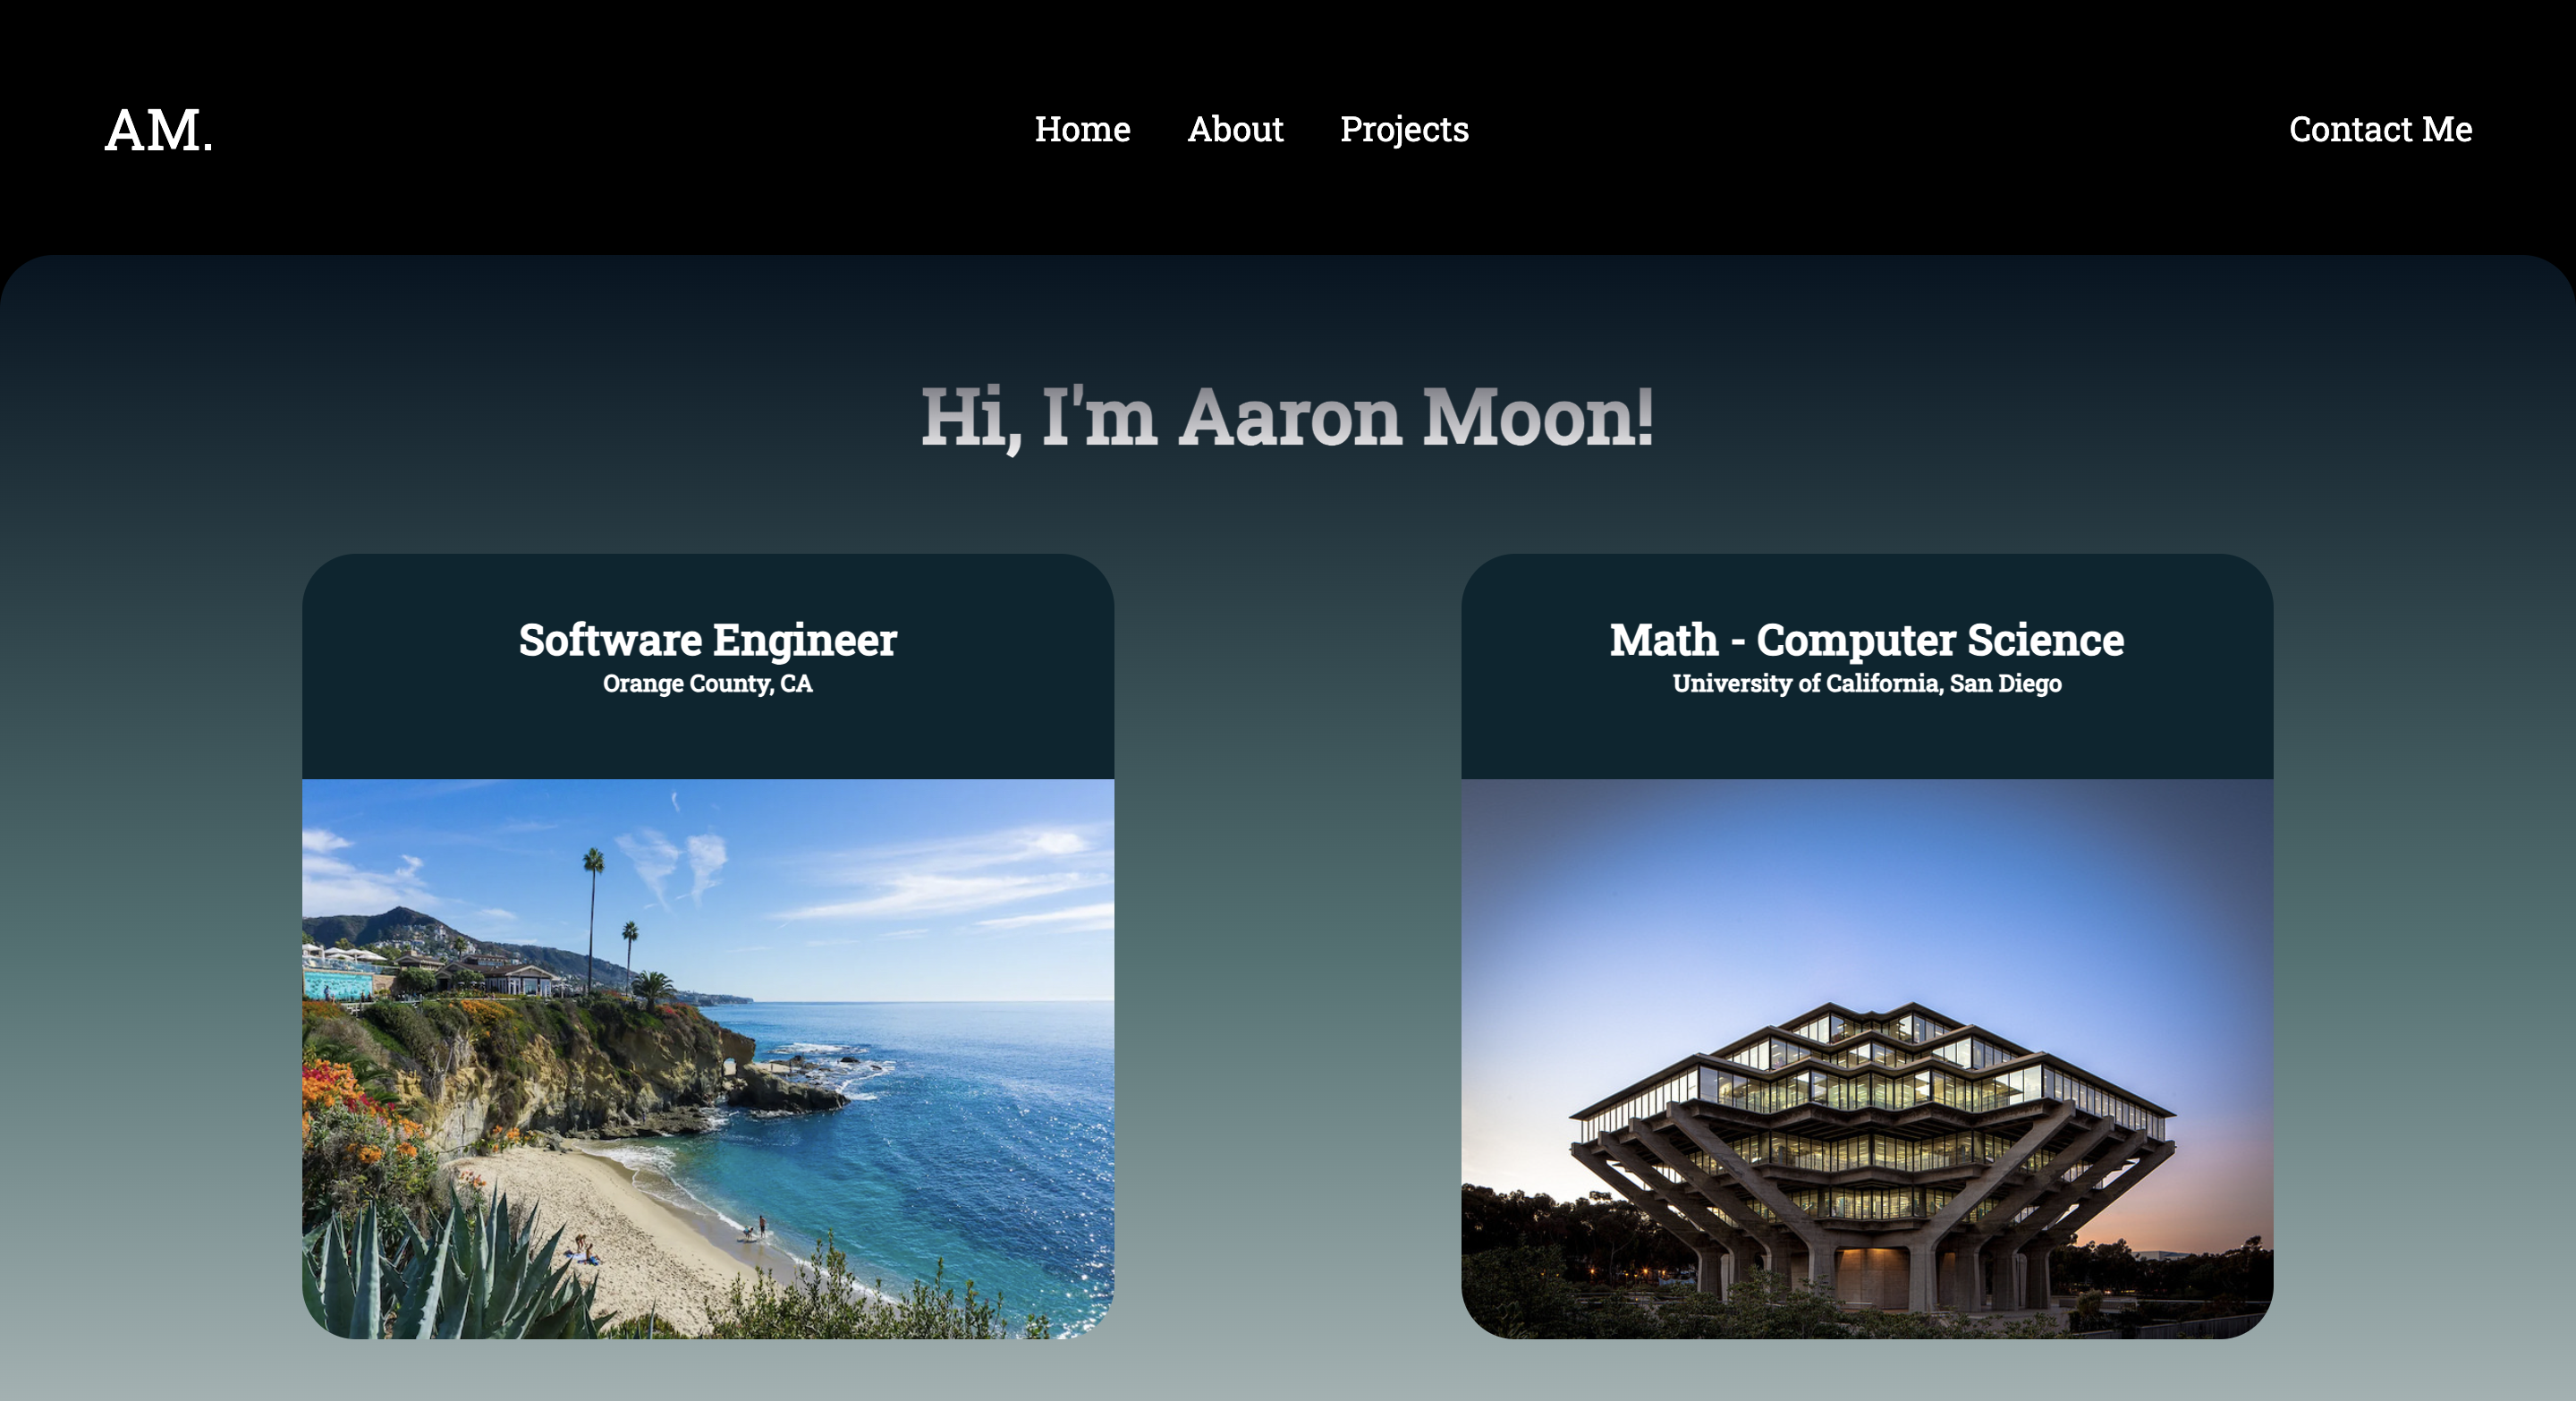 AM.
Home About Projects
Contact Me
Hi, I'm Aaron Moon!
Software Engineer
Orange County, CA
Math - Computer Science
University of California, San Diego